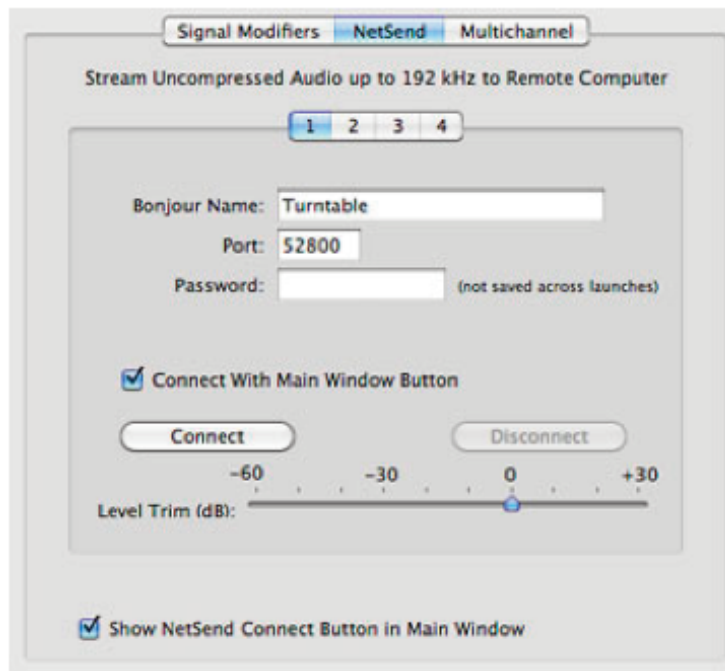 Signal Modifiers NetSend Multichannel
Stream Uncompressed Audio up to 192 kHz to Remote Computer
1 2 3 4
Bonjour Name: Turntable
Port: 52800
Password: (not saved across launches)
Connect With Main Window Button
Connect Disconnect
-60 -30 0 +30
Level Trim (dB):
Show NetSend Connect Button in Main Window